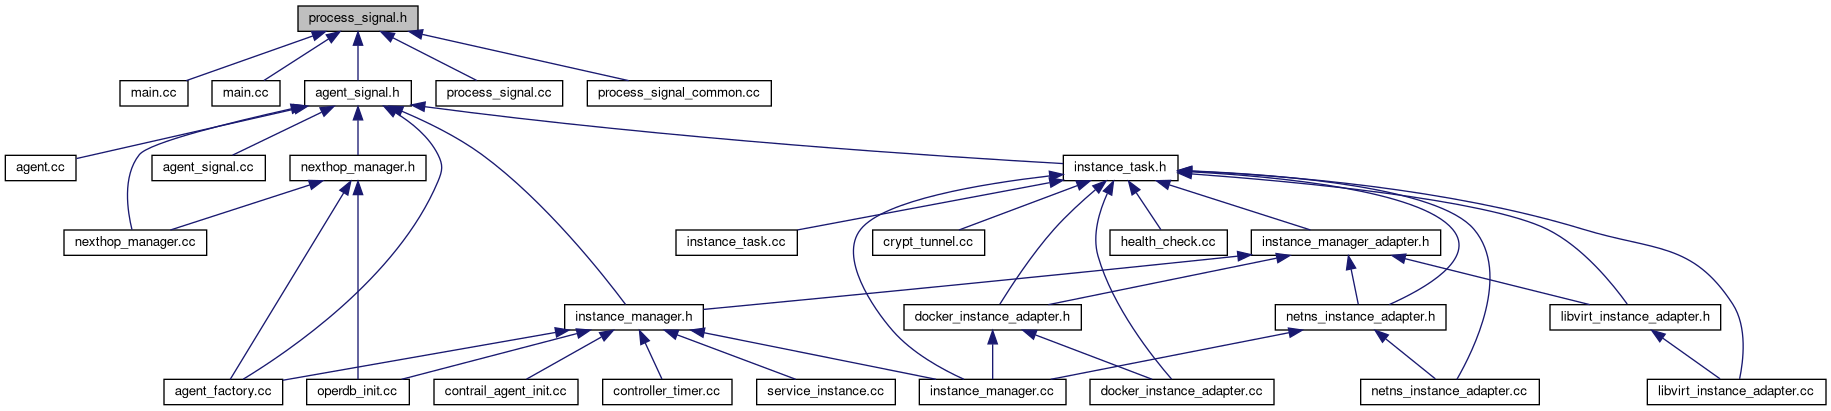 process_signal.h
main.cc
main.cc
agent_signal.h
process_signal.cc
process_signal_common.cc
agent.cc
agent_signal.cc
nexthop_manager.h
instance_task.h
nexthop_manager.cc
instance_task.cc
crypt_tunnel.cc
health_check.cc
instance_manager_adapter.h
instance_manager.h
docker_instance_adapter.h
netns_instance_adapter.h
libvirt_instance_adapter.h
agent_factory.cc
operdb_init.cc
contrail_agent_init.cc
controller_timer.cc
service_instance.cc
instance_manager.cc
docker_instance_adapter.cc
netns_instance_adapter.cc
libvirt_instance_adapter.cc